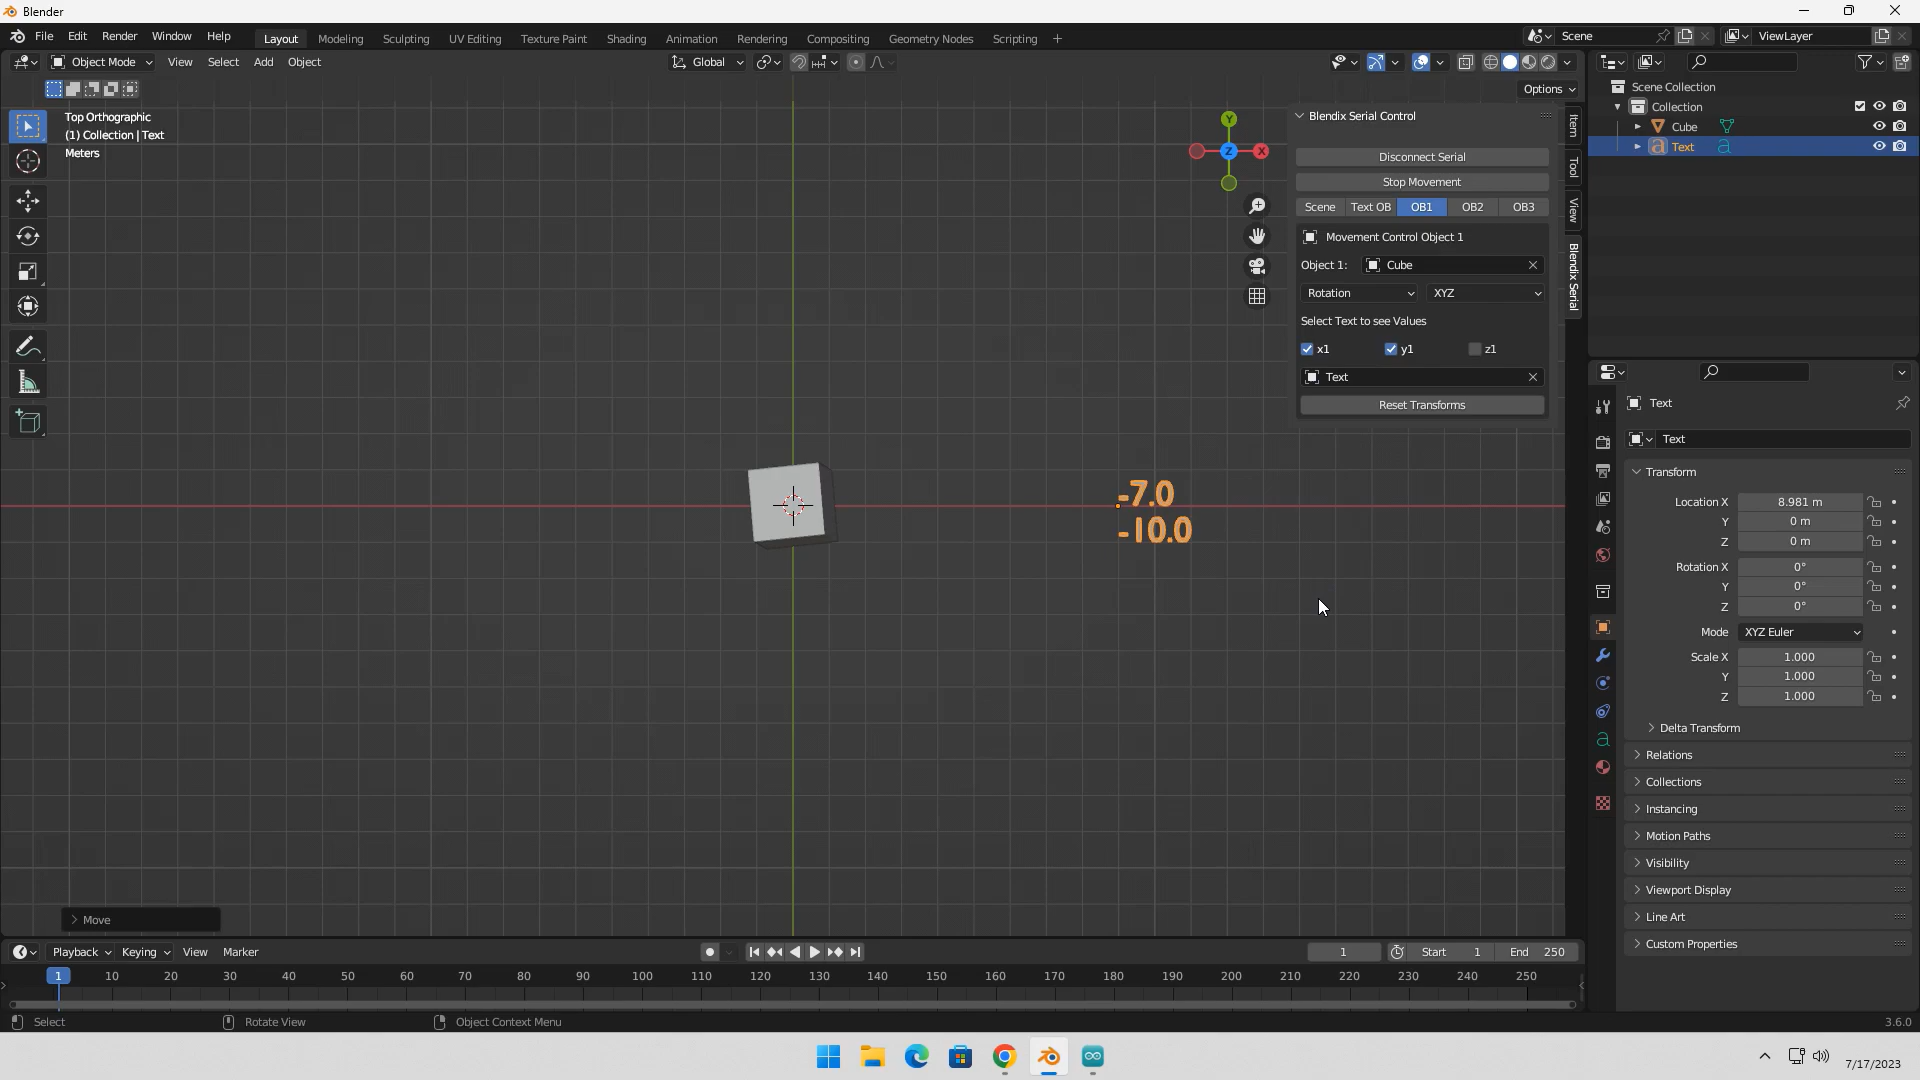 Blender
File Edit Render Window Help
Layout Modeling Sculpting UV Editing Texture Paint Shading Animation Rendering Compositing Geometry Nodes Scripting +
Scene
ViewLayer
Object Mode View Select Add Object
Global
Options
Top Orthographic
(1) Collection | Text
Meters
Y
Z
X
-7.0
-10.0
Blendix Serial Control
Disconnect Serial
Stop Movement
Scene Text OB OB1 OB2 OB3
Movement Control Object 1
Object 1: Cube
Rotation XYZ
Select Text to see Values
x1 y1 z1
Text
Reset Transforms
Item
Tool
View
Blendix Serial
Scene Collection
Collection
Cube
Text
Text
Text
Transform
Location X 8.981 m
Y 0 m
Z 0 m
Rotation X 0°
Y 0°
Z 0°
Mode XYZ Euler
Scale X 1.000
Y 1.000
Z 1.000
Delta Transform
Relations
Collections
Instancing
Motion Paths
Visibility
Viewport Display
Line Art
Custom Properties
Move
Playback Keying View Marker
1 Start 1 End 250
1 10 20 30 40 50 60 70 80 90 100 110 120 130 140 150 160 170 180 190 200 210 220 230 240 250
Select Rotate View Object Context Menu
3.6.0
7/17/2023